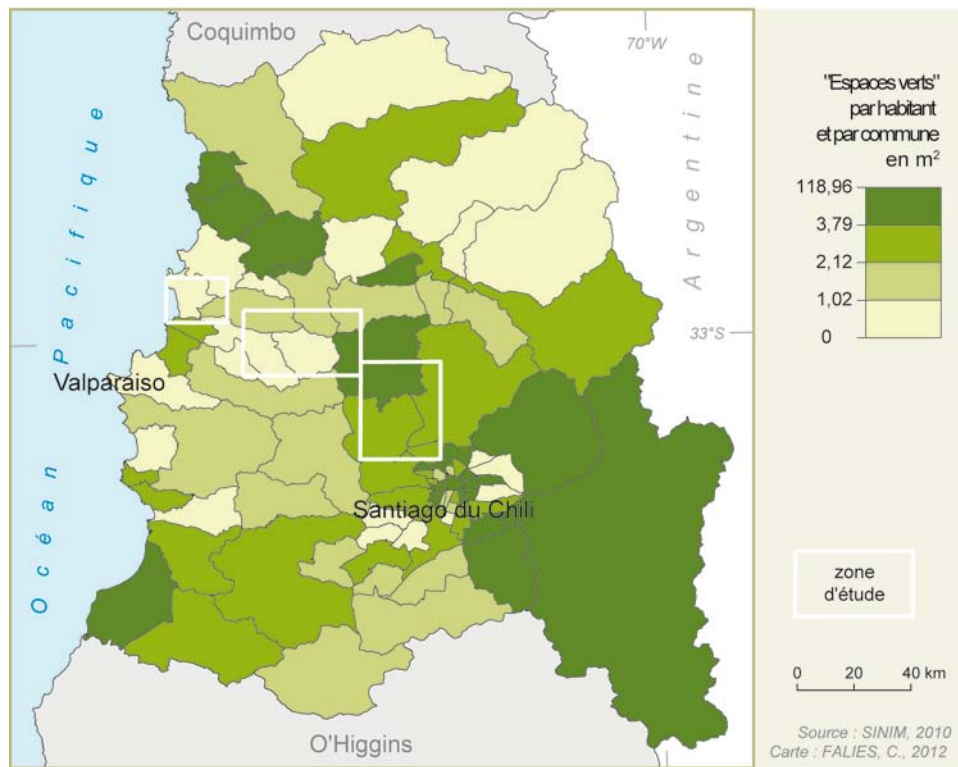 Coquimbo
70°W
Argentine
Océan Pacifique
33°S
Valparaiso
Santiago du Chili
O'Higgins
"Espaces verts"
par habitant
et par commune
en m²
118,96
3,79
2,12
1,02
0
zone
d'étude
0 20 40 km
Source : SINIM, 2010
Carte : FALIES, C., 2012